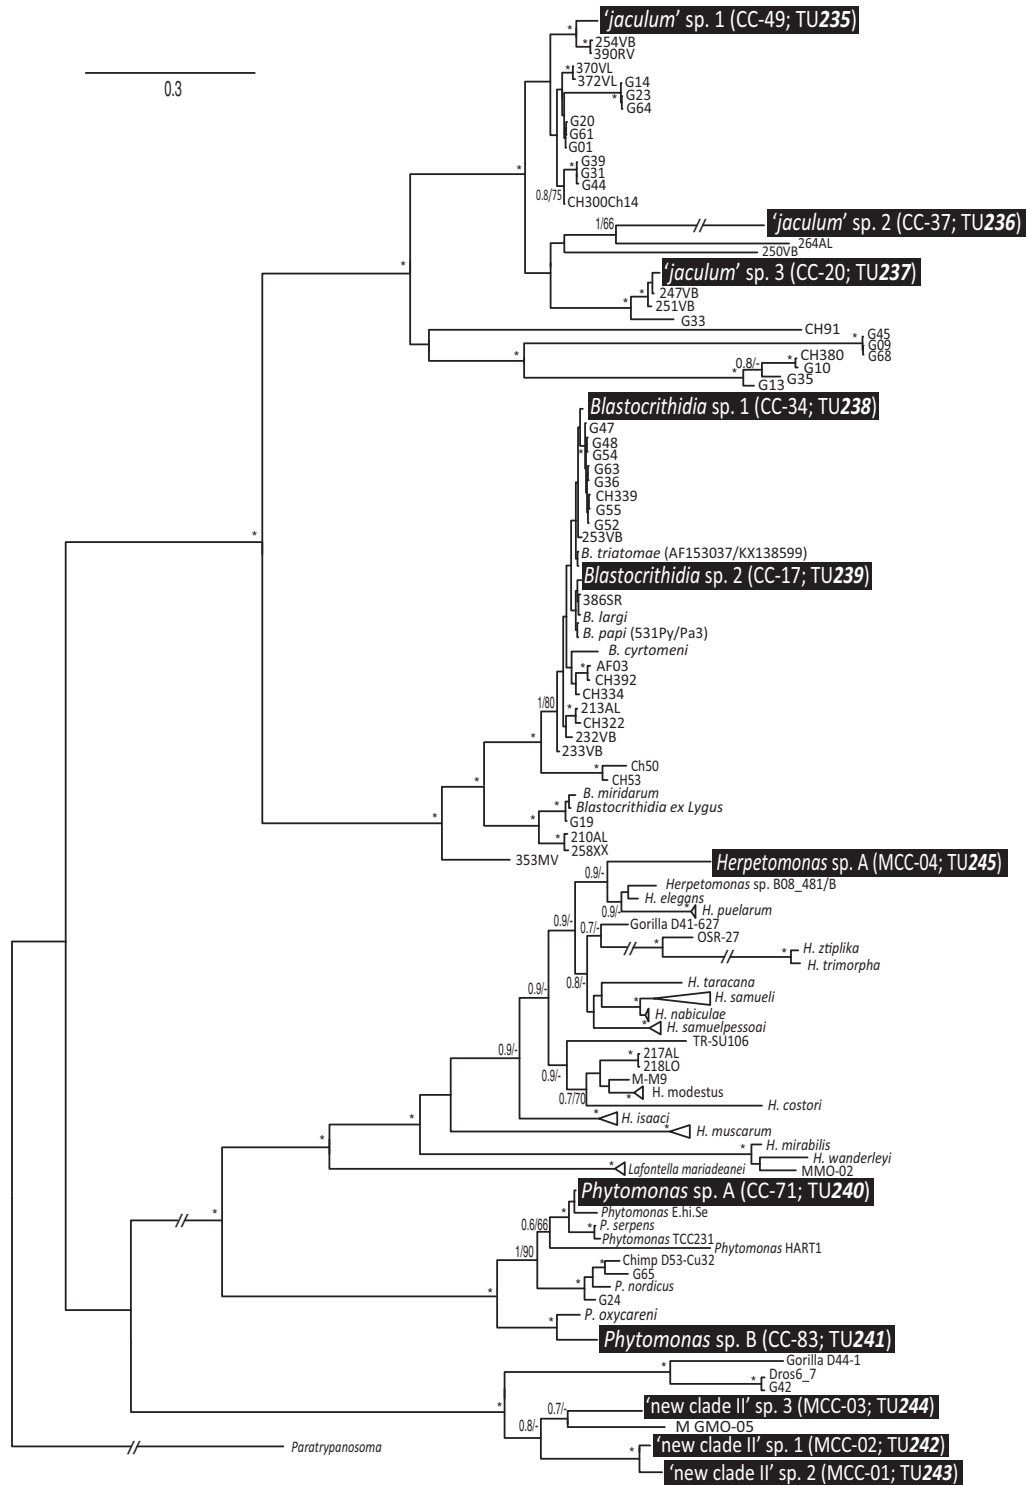 'jaculum' sp. 1 (CC-49; TU235)
*
* 254VB
390RV
0.3
* 370VL
372VL
G14
* G23
G64
G20
G61
G01
*
* G39
G31
G44
0.8/75
CH300Ch14
1/66
'jaculum' sp. 2 (CC-37; TU236)
264AL
250VB
*
'jaculum' sp. 3 (CC-20; TU237)
* 247VB
* 251VB
G33
CH91
* G45
G09
G68
*
0.8/-
* CH380
G10
* G35
G13
Blastocrithidia sp. 1 (CC-34; TU238)
G47
G48
* G54
G63
G36
CH339
G55
G52
253VB
*
B. triatomae (AF153037/KX138599)
Blastocrithidia sp. 2 (CC-17; TU239)
386SR
B. largi
B. papi (531Py/Pa3)
B. cyrtomeni
* AF03
CH392
CH334
1/80
* 213AL
CH322
232VB
*
233VB
* Ch50
CH53
*
B. miridarum
* Blastocrithidia ex Lygus
G19
*
* 210AL
258XX
353MV
Herpetomonas sp. A (MCC-04; TU245)
0.9/-
Herpetomonas sp. B08_481/B
H. elegans
0.9/-
* H. puelarum
0.9/-
0.7/-
Gorilla D41-627
* OSR-27
* H. ztiplika
H. trimorpha
0.8/-
H. taracana
0.9/-
* H. samueli
H. nabiculae
* H. samuelpessoai
TR-SU106
0.9/-
* 217AL
218LO
0.9/-
M-M9
H. modestus
0.7/70
H. costori
* H. isaaci
* H. muscarum
*
* H. mirabilis
H. wanderleyi
MMO-02
*
* Lafontella mariadeanei
Phytomonas sp. A (CC-71; TU240)
*
*
Phytomonas E.hi.Se
0.6/66
* P. serpens
Phytomonas TCC231
Phytomonas HART1
1/90
* Chimp D53-Cu32
G65
*
P. nordicus
G24
*
P. oxycareni
*
Phytomonas sp. B (CC-83; TU241)
Gorilla D44-1
*
* Dros6_7
G42
*
0.7/-
'new clade II' sp. 3 (MCC-03; TU244)
0.8/-
M GMO-05
*
'new clade II' sp. 1 (MCC-02; TU242)
Paratrypanosoma
'new clade II' sp. 2 (MCC-01; TU243)